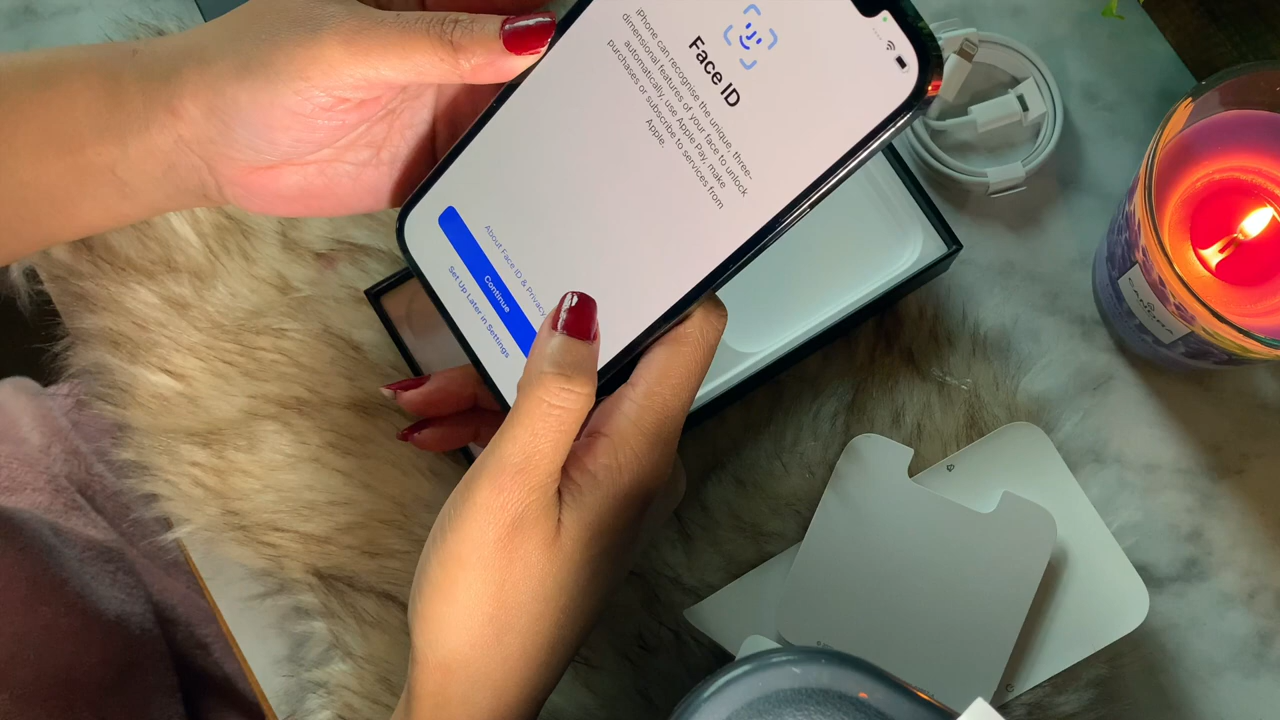 Face ID
iPhone can recognise the unique, three-
dimensional features of your face to unlock
automatically, use Apple Pay, make
purchases or subscribe to services from
Apple.
About Face ID & Privacy
Continue
Set Up Later in Settings